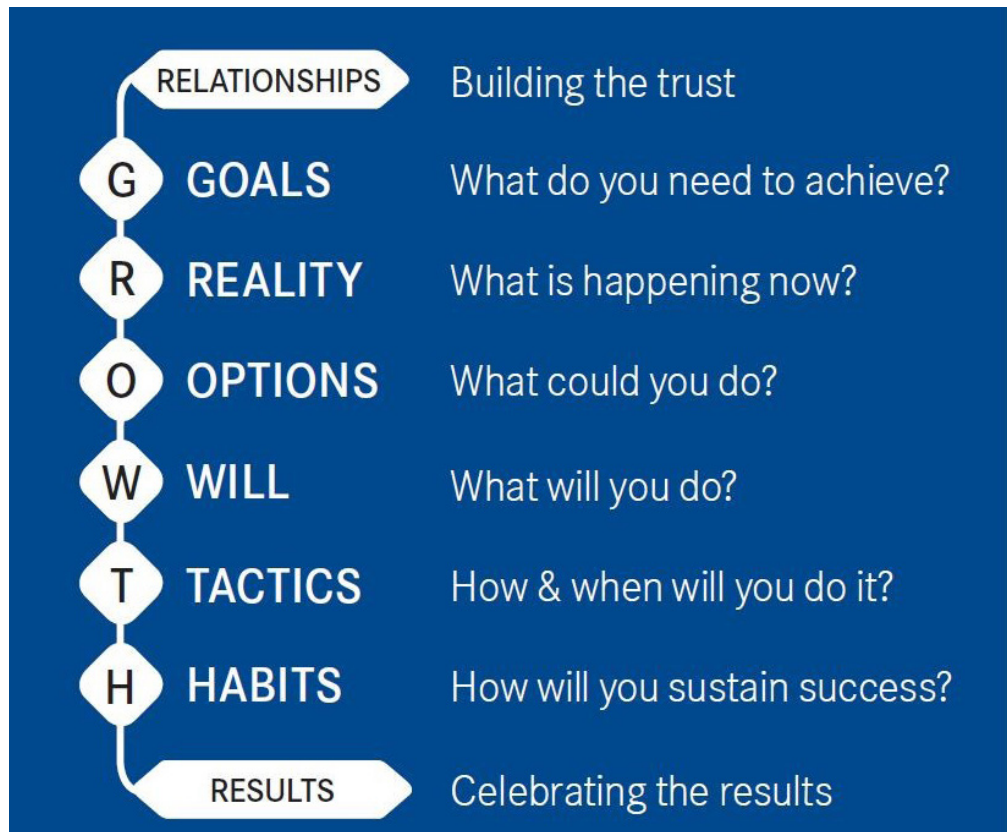 RELATIONSHIPS Building the trust
G GOALS What do you need to achieve?
R REALITY What is happening now?
O OPTIONS What could you do?
W WILL What will you do?
T TACTICS How & when will you do it?
H HABITS How will you sustain success?
RESULTS Celebrating the results